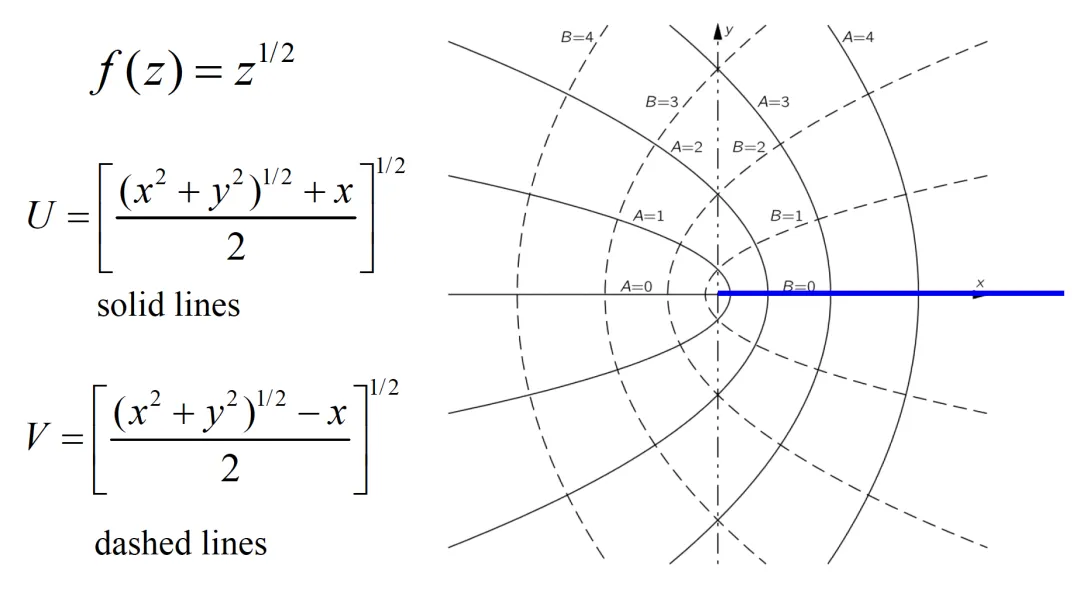 f(z) = z^{1/2}
U = [ ((x^2 + y^2)^{1/2} + x) / 2 ]^{1/2}
solid lines
V = [ ((x^2 + y^2)^{1/2} − x) / 2 ]^{1/2}
dashed lines
y
B=4
A=4
B=3
A=3
A=2
B=2
A=1
B=1
A=0
B=0
x